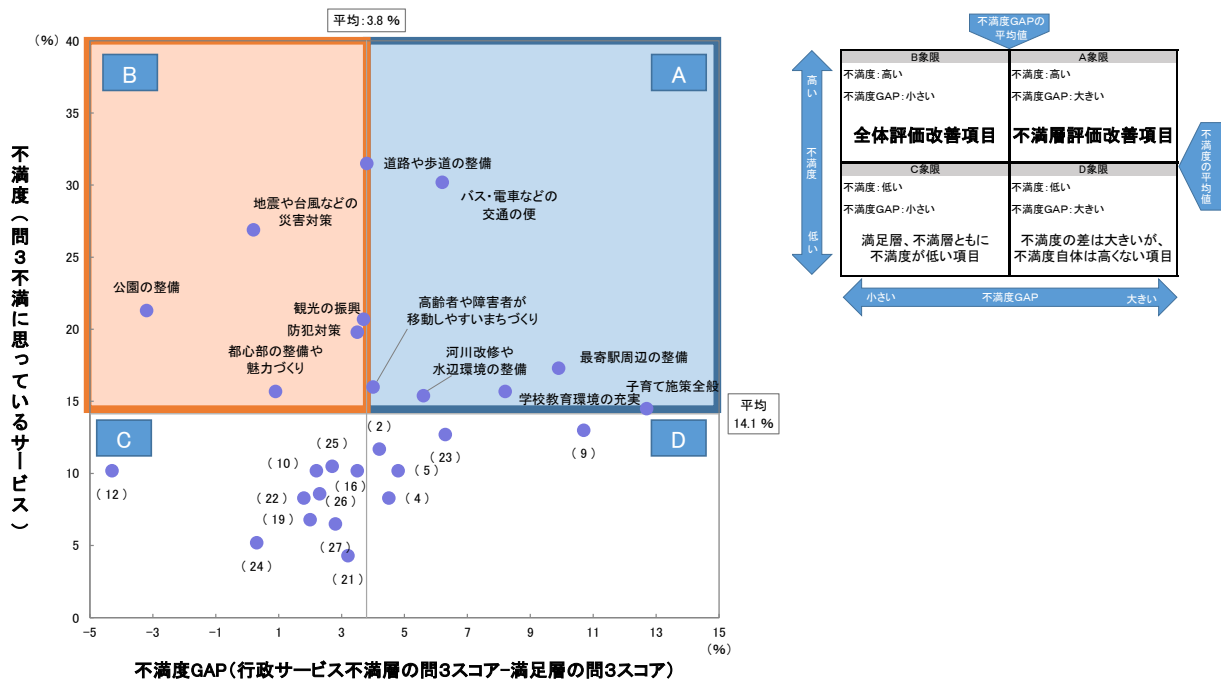 平均：3.8 %
（%）
40
35
30
25
20
15
10
5
0
不満度（問３不満に思っているサービス）
B
A
C
D
道路や歩道の整備
バス・電車などの
交通の便
地震や台風などの
災害対策
公園の整備
観光の振興
防犯対策
高齢者や障害者が
移動しやすいまちづくり
都心部の整備や
魅力づくり
河川改修や
水辺環境の整備
最寄駅周辺の整備
子育て施策全般
学校教育環境の充実
平均
14.1 %
（2）
（25）
（23）
（9）
（10）
（5）
（12）
（16）
（22）
（26）
（4）
（19）
（27）
（24）
（21）
−5
−3
−1
1
3
5
7
9
11
13
15
（%）
不満度GAP（行政サービス不満層の問3スコア−満足層の問3スコア）
不満度GAPの
平均値
高い
不満度
低い
B象限
不満度：高い
不満度GAP：小さい
全体評価改善項目
A象限
不満度：高い
不満度GAP：大きい
不満層評価改善項目
C象限
不満度：低い
不満度GAP：小さい
満足層、不満層ともに
不満度が低い項目
D象限
不満度：低い
不満度GAP：大きい
不満度の差は大きいが、
不満度自体は高くない項目
不満度の平均値
小さい
不満度GAP
大きい